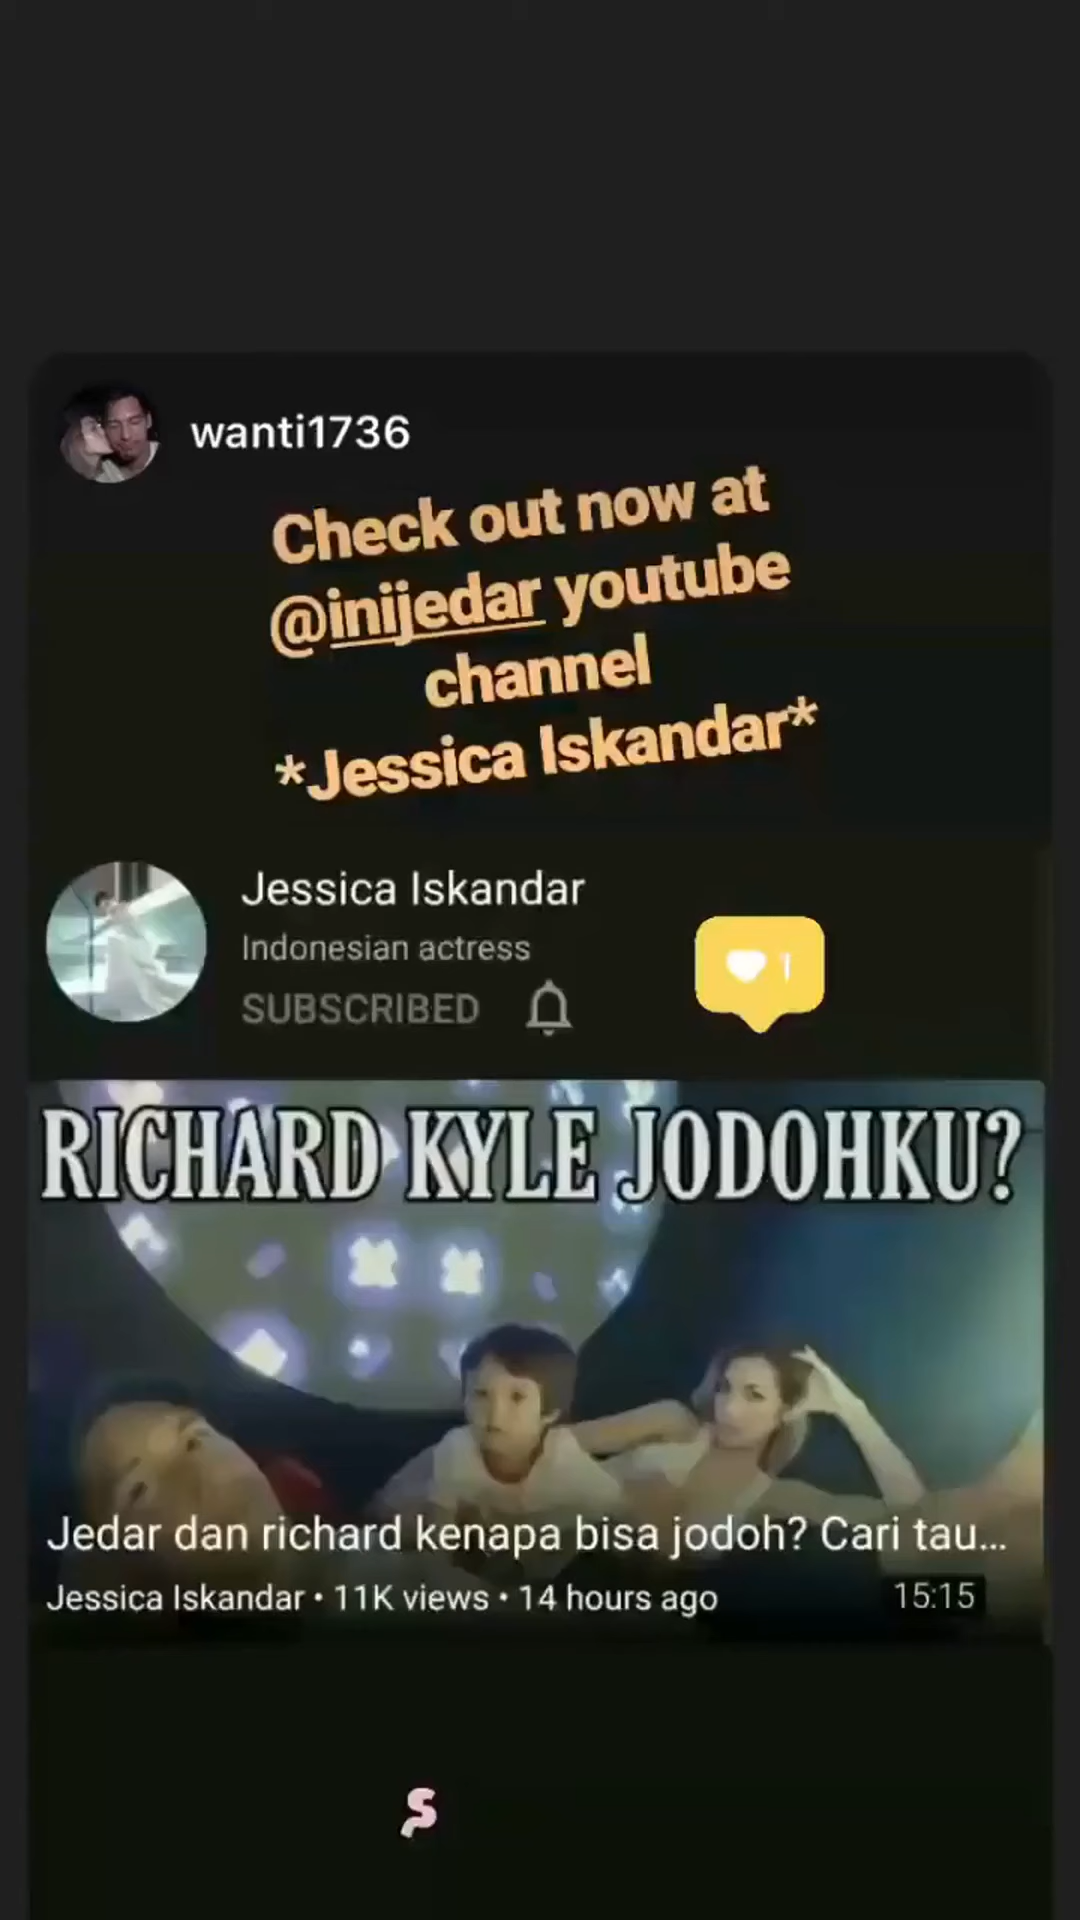 wanti1736
Check out now at
@inijedar youtube
channel
*Jessica Iskandar*
Jessica Iskandar
Indonesian actress
SUBSCRIBED
1
RICHARD KYLE JODOHKU?
Jedar dan richard kenapa bisa jodoh? Cari tau...
Jessica Iskandar • 11K views • 14 hours ago
15:15
S